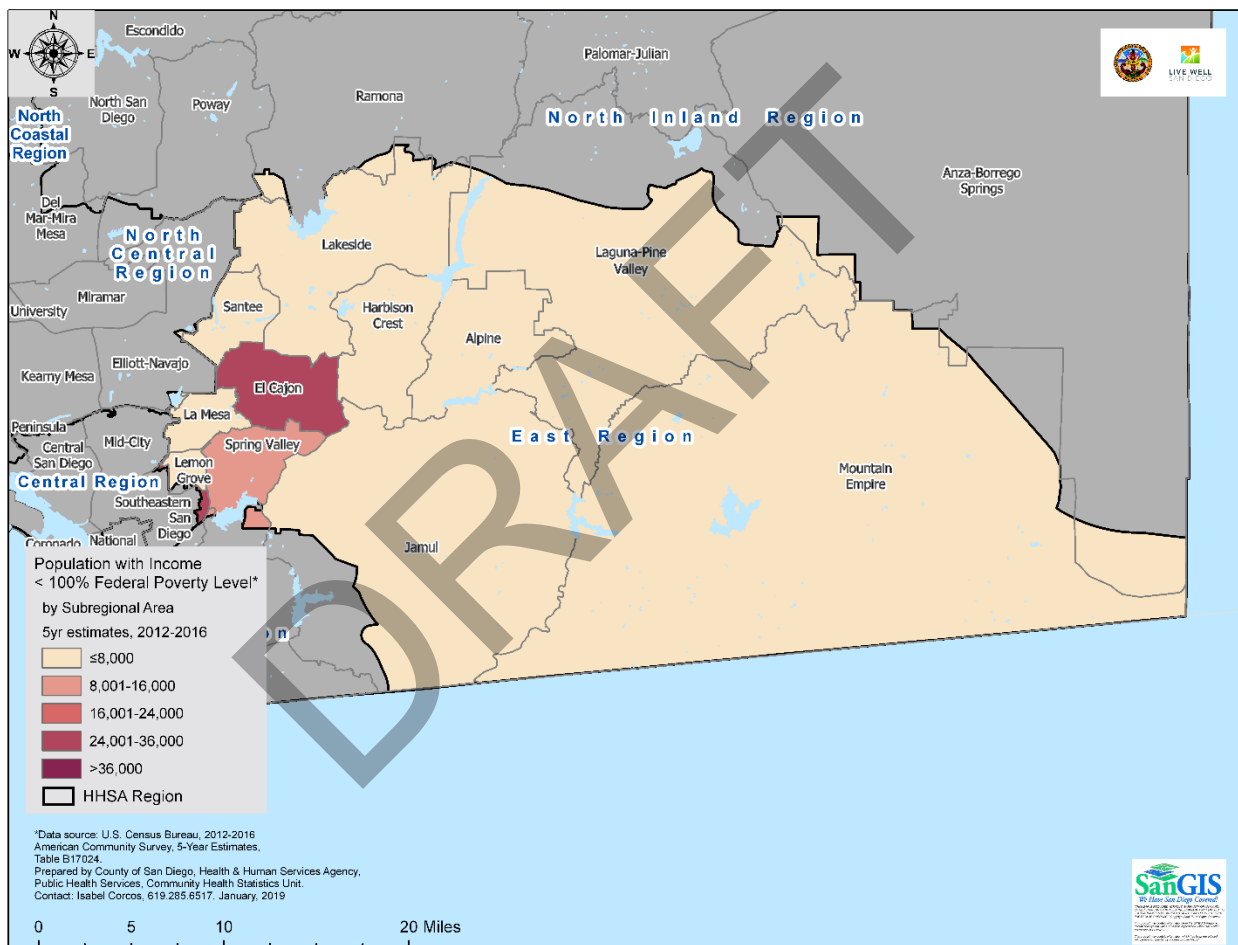 N
W E
S
Escondido
Palomar-Julian
LIVE WELL
SAN DIEGO
North San
Diego
Poway
Ramona
North
Coastal
Region
North Inland Region
Anza-Borrego
Springs
Del
Mar-Mira
Mesa
North
Central
Region
Lakeside
Laguna-Pine
Valley
Miramar
University
Santee
Harbison
Crest
Alpine
Elliott-Navajo
Kearny Mesa
El Cajon
La Mesa
Peninsula
Mid-City
Central
San Diego
Spring Valley
East Region
Lemon
Grove
Mountain
Empire
Central Region
Southeastern
San
Diego
Coronado
National
Jamul
DRAFT
Population with Income
< 100% Federal Poverty Level*
by Subregional Area
5yr estimates, 2012-2016
on
≤8,000
8,001-16,000
16,001-24,000
24,001-36,000
>36,000
HHSA Region
*Data source: U.S. Census Bureau, 2012-2016
American Community Survey, 5-Year Estimates,
Table B17024.
Prepared by County of San Diego, Health & Human Services Agency,
Public Health Services, Community Health Statistics Unit.
Contact: Isabel Corcos, 619.285.6517. January, 2019
0 5 10 20 Miles
SanGIS
We Have San Diego Covered!